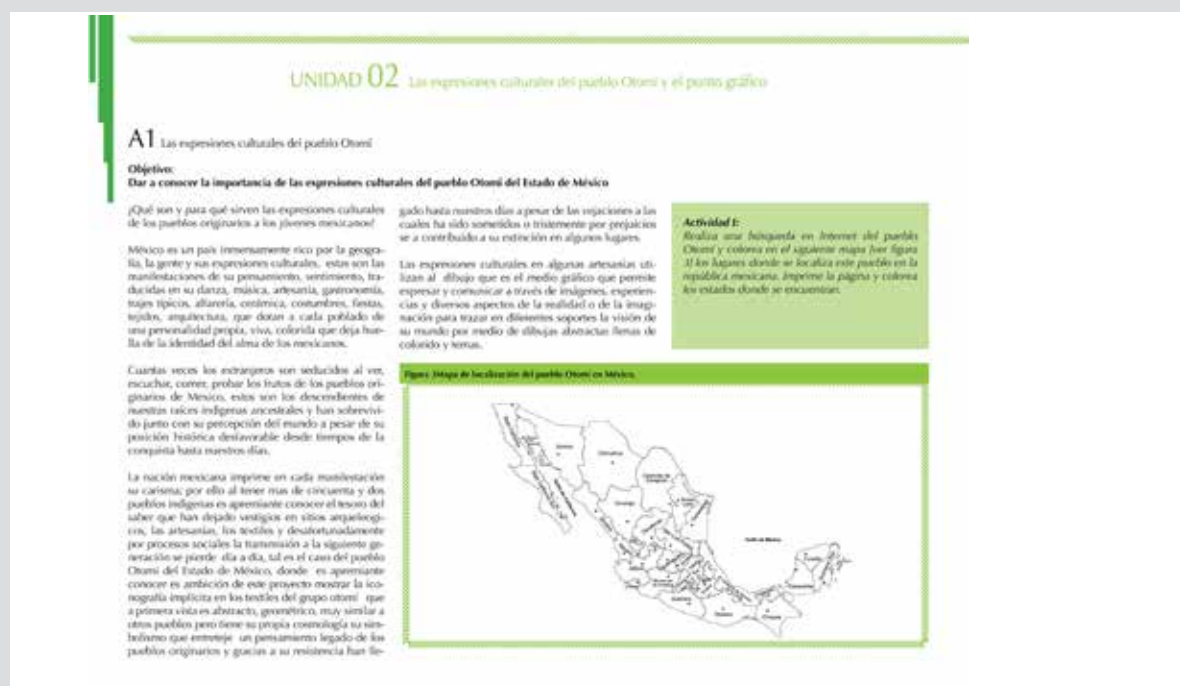 UNIDAD 02 Las expresiones culturales del pueblo Otomí y el punto gráfico
A1 Las expresiones culturales del pueblo Otomí
Objetivo:
Dar a conocer la importancia de las expresiones culturales del pueblo Otomí del Estado de México
¿Qué son y para qué sirven las expresiones culturales
de los pueblos originarios a los jóvenes mexicanos?
México es un país inmensamente rico por la geogra-
fía, la gente y sus expresiones culturales, estas son las
manifestaciones de su pensamiento, sentimiento, tra-
ducidas en su danza, música, artesanía, gastronomía,
trajes típicos, alfarería, cerámica, costumbres, fiestas,
tejidos, arquitectura, que dotan a cada poblado de
una personalidad propia, viva, colorida que deja hue-
lla de la identidad del alma de los mexicanos.
Cuantas veces los extranjeros son seducidos al ver,
escuchar, comer, probar los frutos de los pueblos ori-
ginarios de Mexico, estos son los descendientes de
nuestras raíces indígenas ancestrales y han sobrevivi-
do junto con su percepción del mundo a pesar de su
posición histórica desfavorable desde tiempos de la
conquista hasta nuestros días.
La nación mexicana imprime en cada manifestación
su carisma; por ello al tener mas de cincuenta y dos
pueblos indígenas es apremiante conocer el tesoro del
saber que han dejado vestigios en sitios arqueleogi-
cos, las artesanías, los textiles y desafortunadamente
por procesos sociales la transmisión a la siguiente ge-
neración se pierde día a día, tal es el caso del pueblo
Otomí del Estado de México, donde es apremiante
conocer es ambición de este proyecto mostrar la ico-
nografía implícita en los textiles del grupo otomí que
a primera vista es abstracto, geométrico, muy similar a
otros pueblos pero tiene su propia cosmología su sim-
bolismo que entreteje un pensamiento legado de los
pueblos originarios y gracias a su resistencia han lle-
gado hasta nuestros días a pesar de las vejaciones a las
cuales ha sido sometidos o tristemente por prejuicios
se a contribuido a su extinción en algunos lugares.
Las expresiones culturales en algunas artesanías uti-
lizan al dibujo que es el medio gráfico que permite
expresar y comunicar a través de imágenes, experien-
cias y diversos aspectos de la realidad o de la imagi-
nación para trazar en diferentes soportes la visión de
su mundo por medio de dibujas abstractas llenas de
colorido y temas.
Actividad 1:
Realiza una búsqueda en Internet del pueblo
Otomí y colorea en el siguiente mapa (ver figura
3) los lugares donde se localiza este pueblo en la
república mexicana. Imprime la página y colorea
los estados donde se encuentran.
Figura 3 Mapa de localización del pueblo Otomí en México.
Sonora
Chihuahua
Coahuila de
Zaragoza
Durango
Golfo de México
Guerrero
Oaxaca
Chiapas